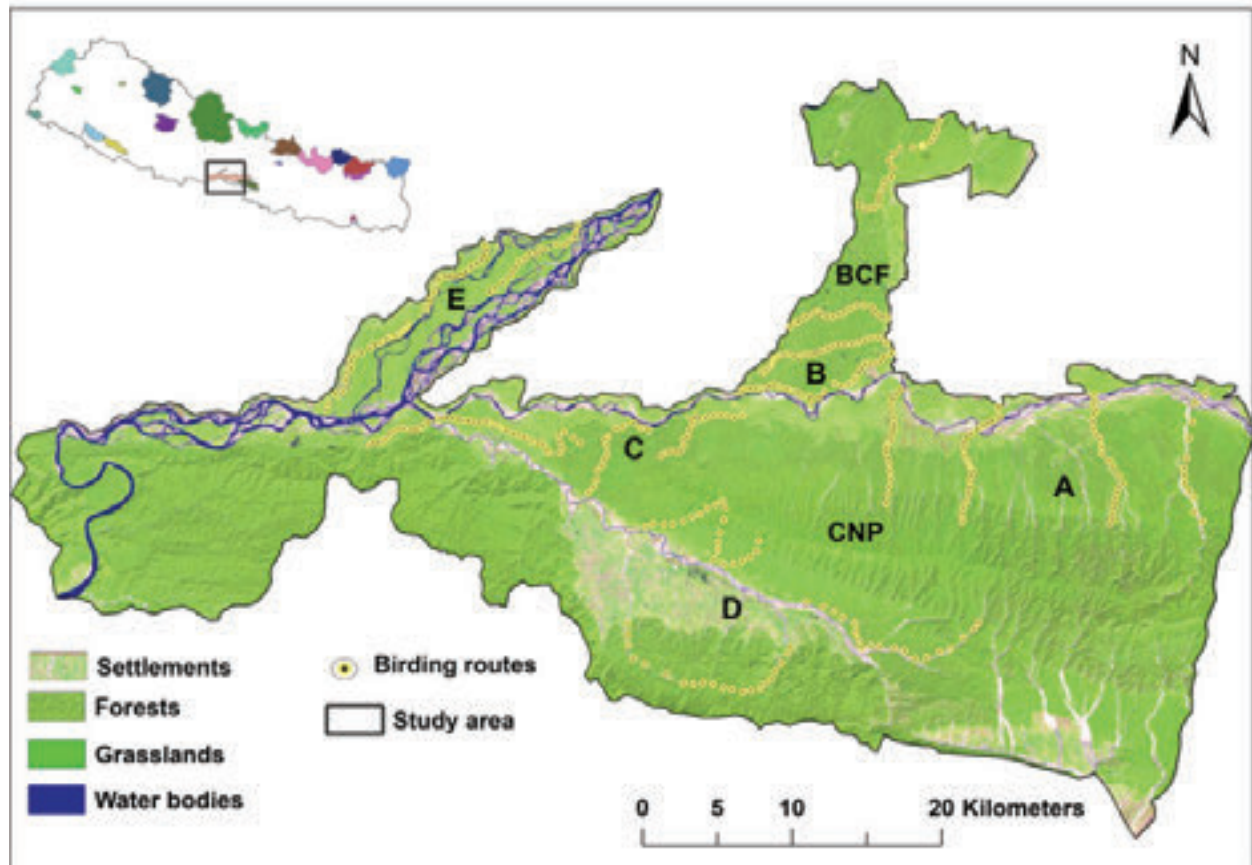 N
E
BCF
B
C
A
CNP
D
Settlements
Forests
Grasslands
Water bodies
Birding routes
Study area
0 5 10 20 Kilometers